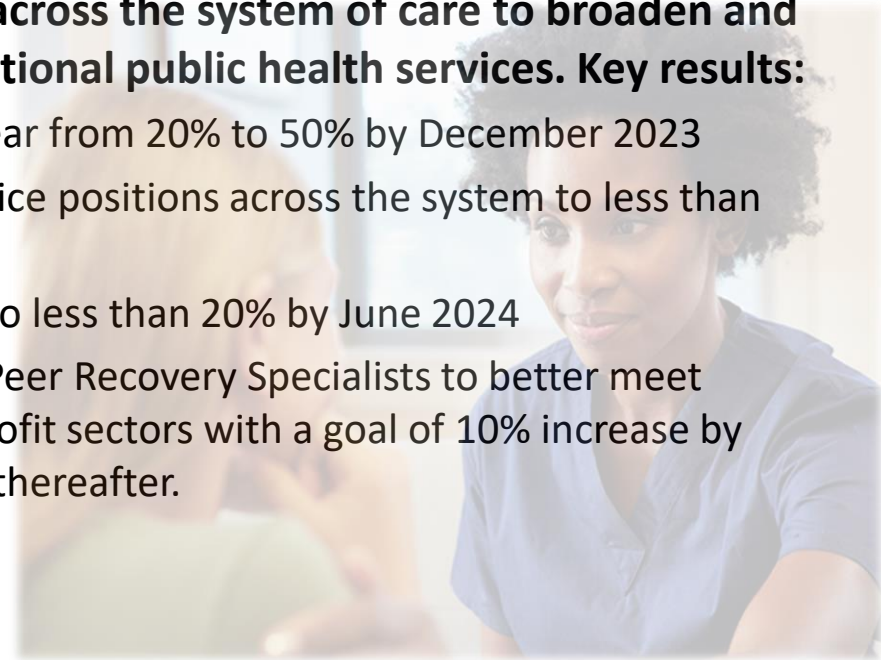 across the system of care to broaden and
tional public health services. Key results:
ear from 20% to 50% by December 2023
ice positions across the system to less than
o less than 20% by June 2024
Peer Recovery Specialists to better meet
ofit sectors with a goal of 10% increase by
thereafter.